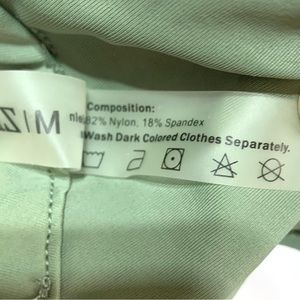 Composition:
82% Nylon, 18% Spandex
Wash Dark Colored Clothes Separately.
M